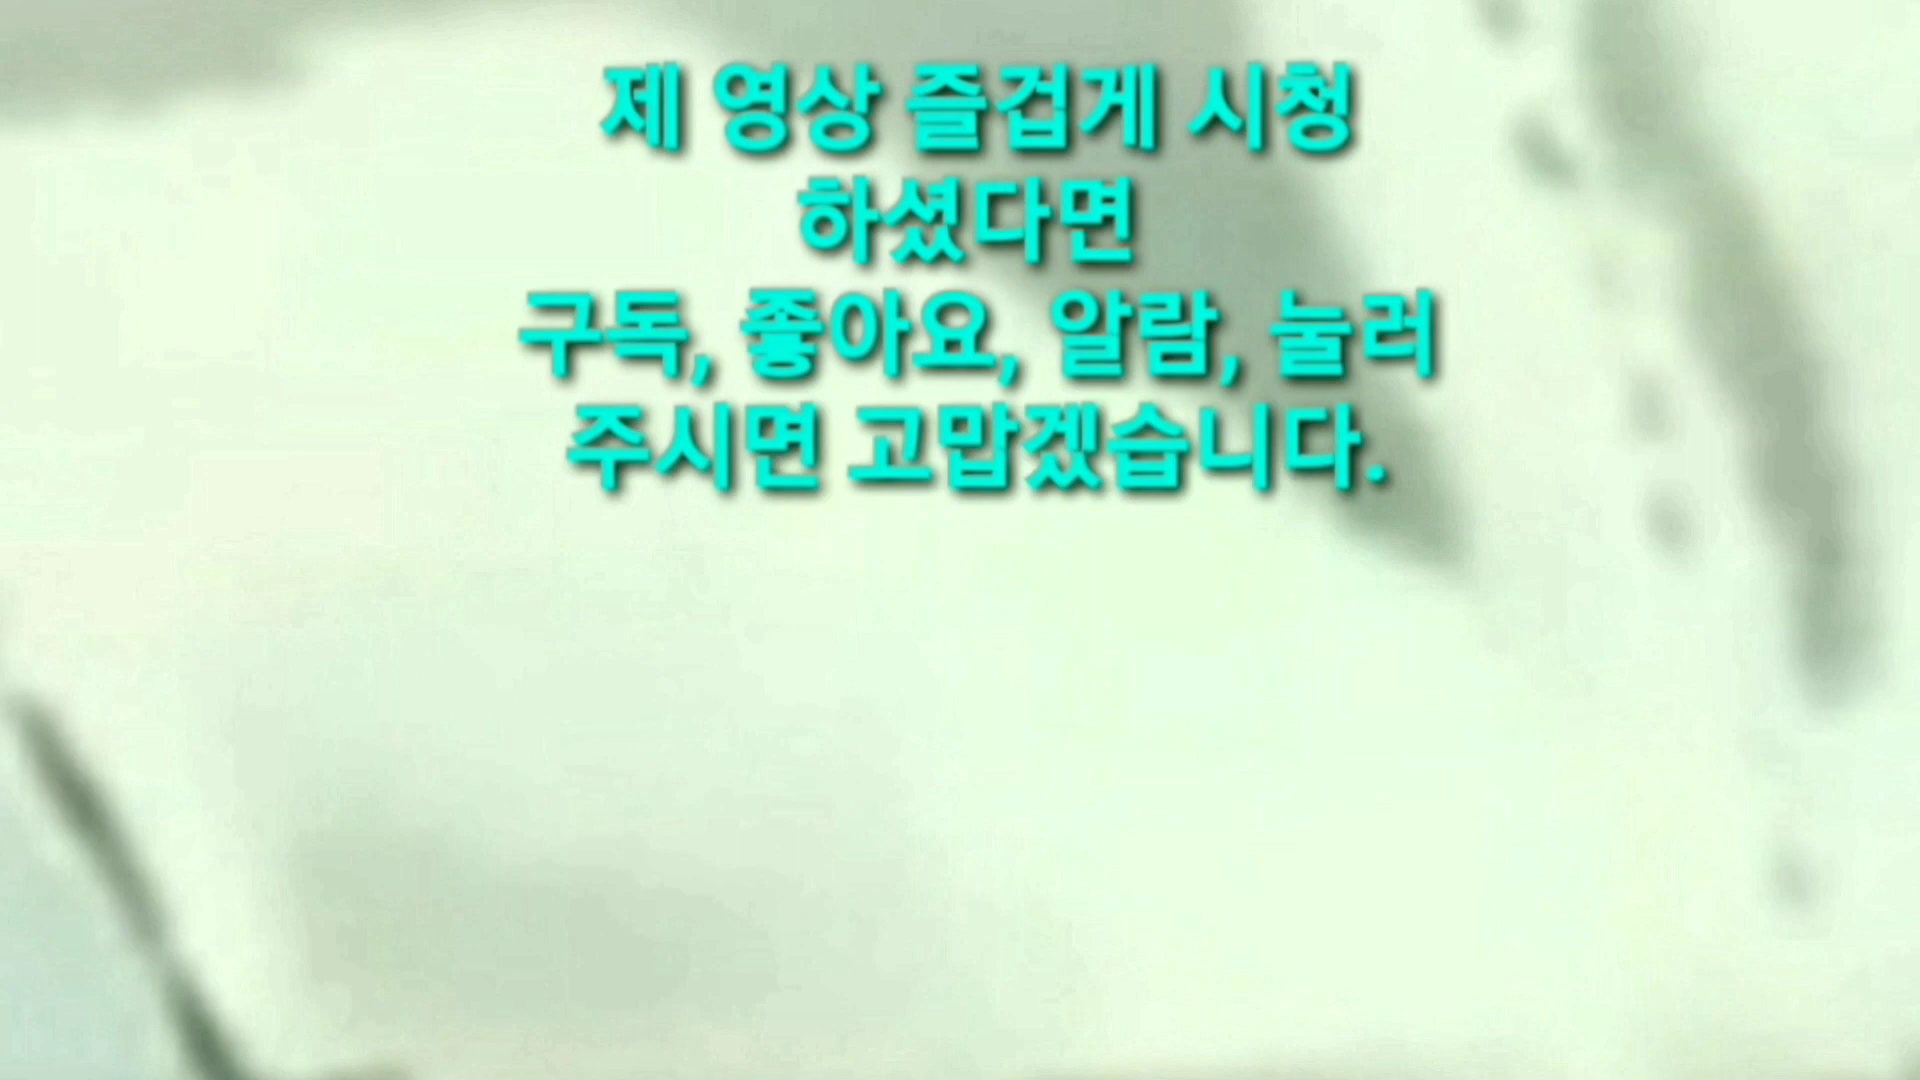 제 영상 즐겁게 시청
하셨다면
구독, 좋아요, 알람, 눌러
주시면 고맙겠습니다.